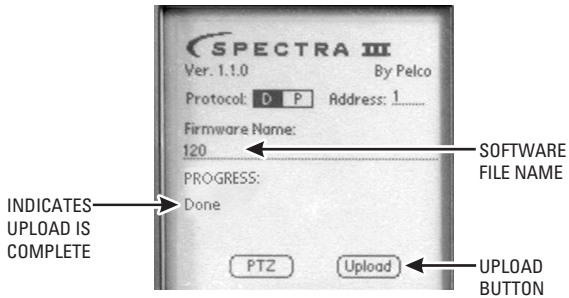 SPECTRA III
Ver. 1.1.0 By Pelco
Protocol: D P Address: 1
Firmware Name:
120
SOFTWARE
FILE NAME
PROGRESS:
INDICATES
UPLOAD IS
COMPLETE
Done
PTZ Upload
UPLOAD
BUTTON